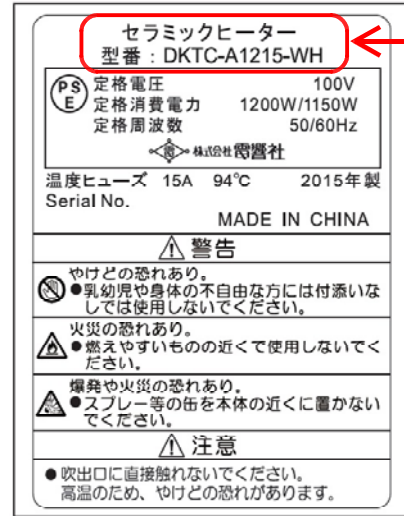 セラミックヒーター
型番：DKTC-A1215-WH
PS
E
定格電圧 100V
定格消費電力 1200W/1150W
定格周波数 50/60Hz
電 株式会社電響社
温度ヒューズ 15A 94℃ 2015年製
Serial No.
MADE IN CHINA
警告
やけどの恐れあり。
●乳幼児や身体の不自由な方には付添いな
しでは使用しないでください。
火災の恐れあり。
●燃えやすいものの近くで使用しないでく
ださい。
爆発や火災の恐れあり。
●スプレー等の缶を本体の近くに置かない
でください。
注意
●吹出口に直接触れないでください。
高温のため、やけどの恐れがあります。